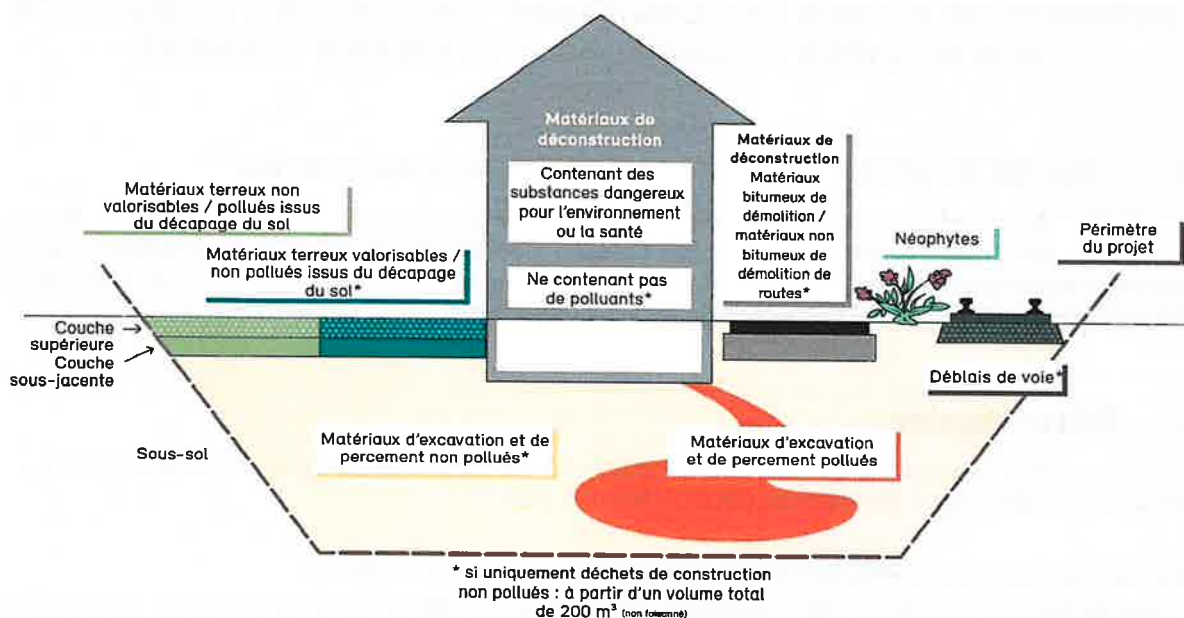 Matériaux de
déconstruction
Contenant des
substances dangereux
pour l'environnement
ou la santé
Ne contenant pas
de polluants*
Matériaux de
déconstruction
Matériaux
bitumeux de
démolition /
matériaux non
bitumeux de
démolition de
routes*
Matériaux terreux non
valorisables / pollués issus
du décapage du sol
Matériaux terreux valorisables /
non pollués issus du décapage
du sol*
Néophytes
Périmètre
du projet
Couche
supérieure
Couche
sous-jacente
Déblais de voie*
Sous-sol
Matériaux d'excavation et de
percement non pollués*
Matériaux d'excavation
et de percement pollués
* si uniquement déchets de construction
non pollués : à partir d'un volume total
de 200 m³ (non foisonné)